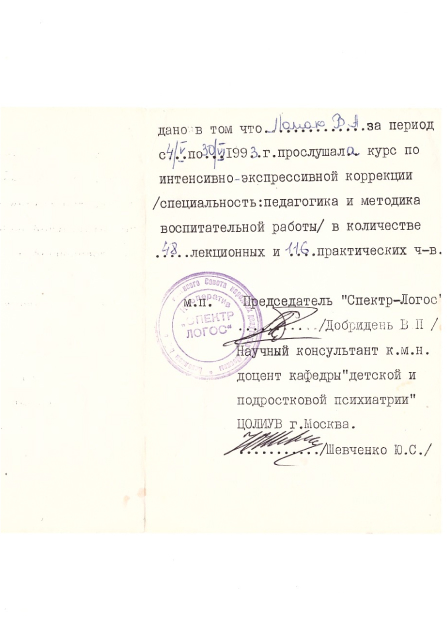 дано в том что Ламан В А за период
с 4/V по 30/VI 1993.г.прослушала курс по
интенсивно-экспрессивной коррекции
/специальность:педагогика и методика
воспитательной работы/ в количестве
48 лекционных и 116 практических ч-в.
м.п. Председатель "Спектр-Логос"
/Добридень В П /
Научный консультант к.м.н.
доцент кафедры"детской и
подростковой психиатрии"
ЦОЛИУВ г.Москва.
/Шевченко Ю.С./
"СПЕКТР
ЛОГОС"